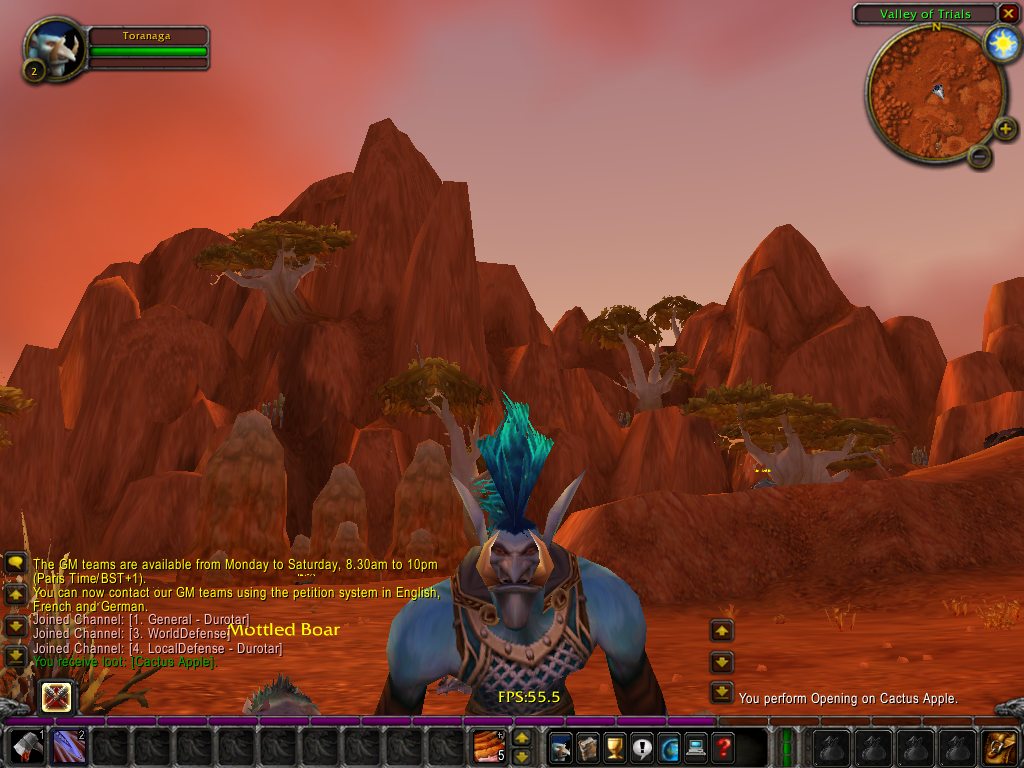 Toranaga
2
Valley of Trials
N
The GM teams are available from Monday to Saturday, 8.30am to 10pm
(Paris Time/BST+1).
You can now contact our GM teams using the petition system in English,
French and German.
Joined Channel: [1. General - Durotar]
Joined Channel: [3. WorldDefense]
Joined Channel: [4. LocalDefense - Durotar]
You receive loot: [Cactus Apple].
Mottled Boar
FPS:55.5
You perform Opening on Cactus Apple.
1
2
5